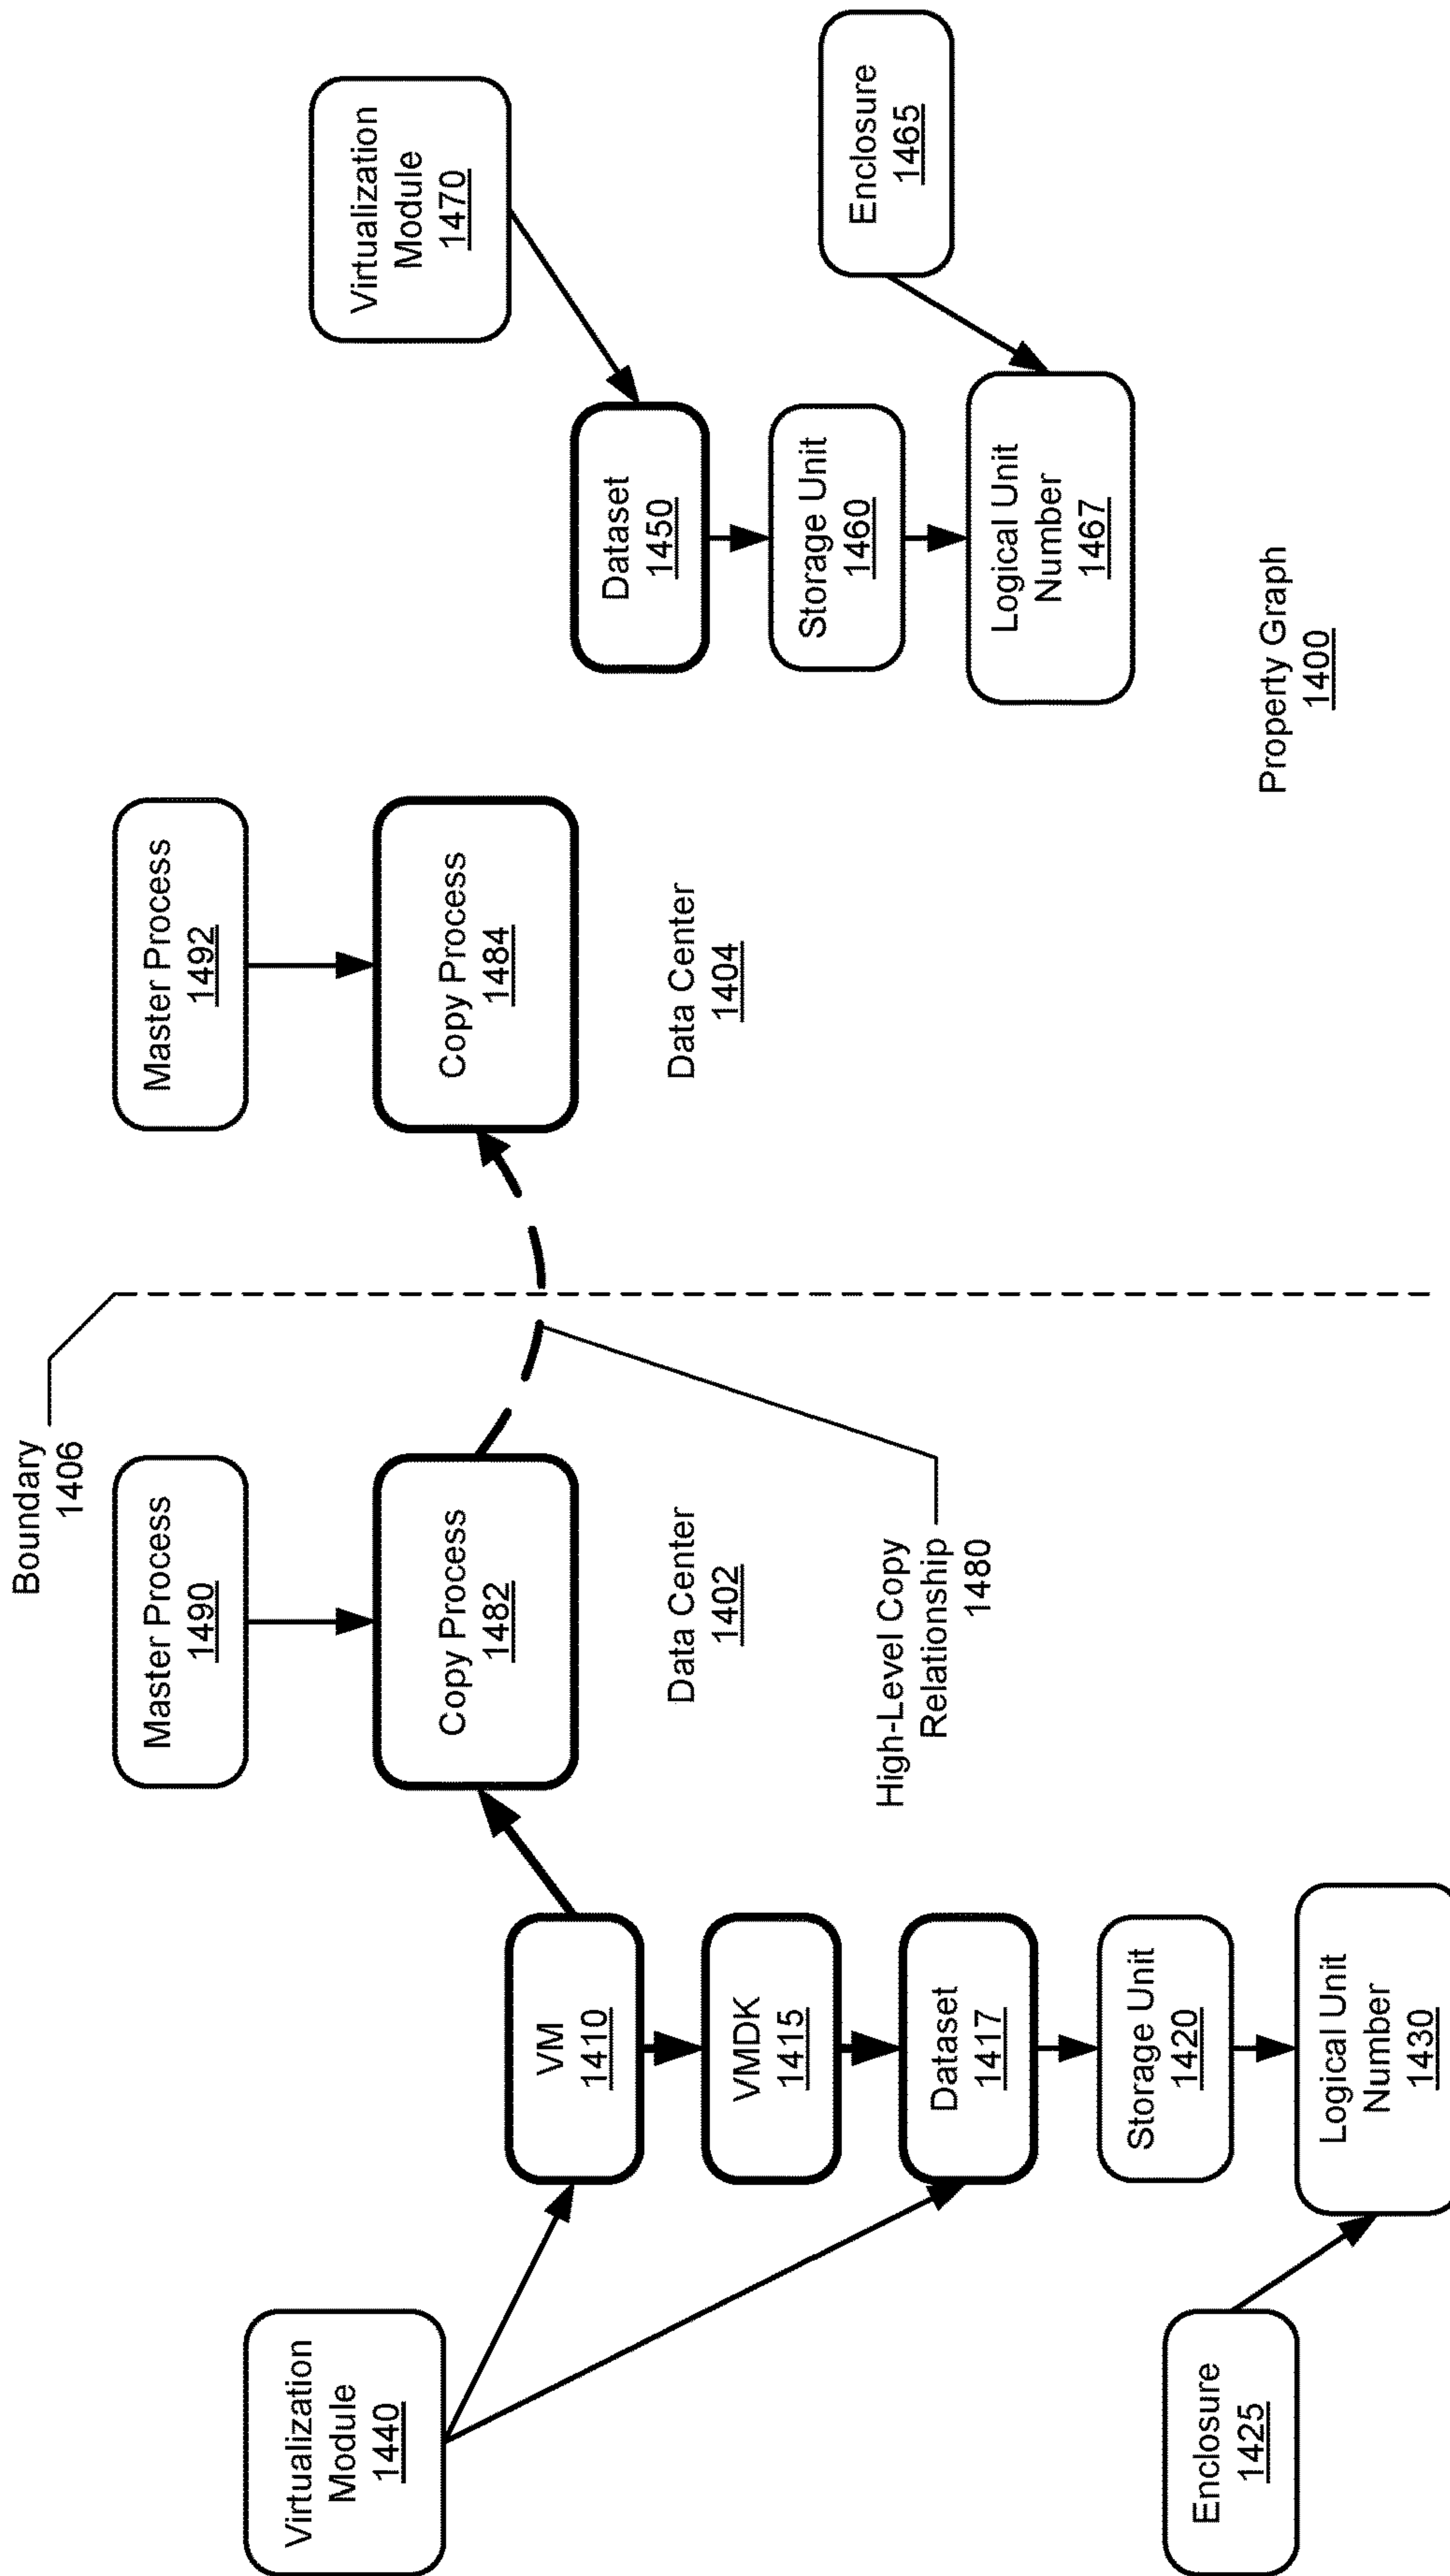 Boundary
1406
Virtualization
Module
1440
VM
1410
VMDK
1415
Dataset
1417
Storage Unit
1420
Logical Unit
Number
1430
Enclosure
1425
Master Process
1490
Copy Process
1482
Data Center
1402
High-Level Copy
Relationship
1480
Master Process
1492
Copy Process
1484
Data Center
1404
Virtualization
Module
1470
Dataset
1450
Storage Unit
1460
Logical Unit
Number
1467
Enclosure
1465
Property Graph
1400